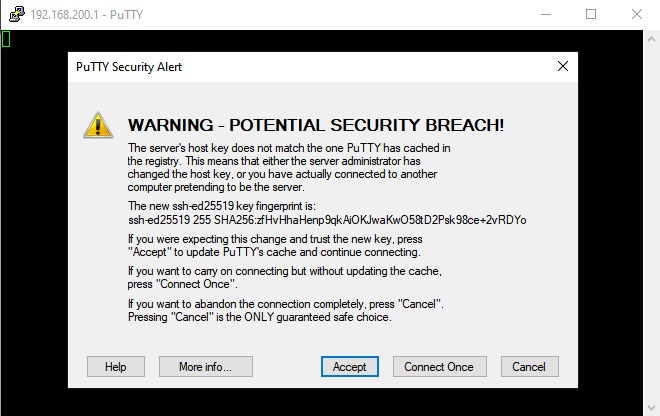 192.168.200.1 - PuTTY
PuTTY Security Alert
WARNING - POTENTIAL SECURITY BREACH!
The server's host key does not match the one PuTTY has cached in
the registry. This means that either the server administrator has
changed the host key, or you have actually connected to another
computer pretending to be the server.
The new ssh-ed25519 key fingerprint is:
ssh-ed25519 255 SHA256:zfHvHhaHenp9qkAiOKJwaKwO58tD2Psk98ce+2vRDYo
If you were expecting this change and trust the new key, press
"Accept" to update PuTTY's cache and continue connecting.
If you want to carry on connecting but without updating the cache,
press "Connect Once".
If you want to abandon the connection completely, press "Cancel".
Pressing "Cancel" is the ONLY guaranteed safe choice.
Help More info... Accept Connect Once Cancel